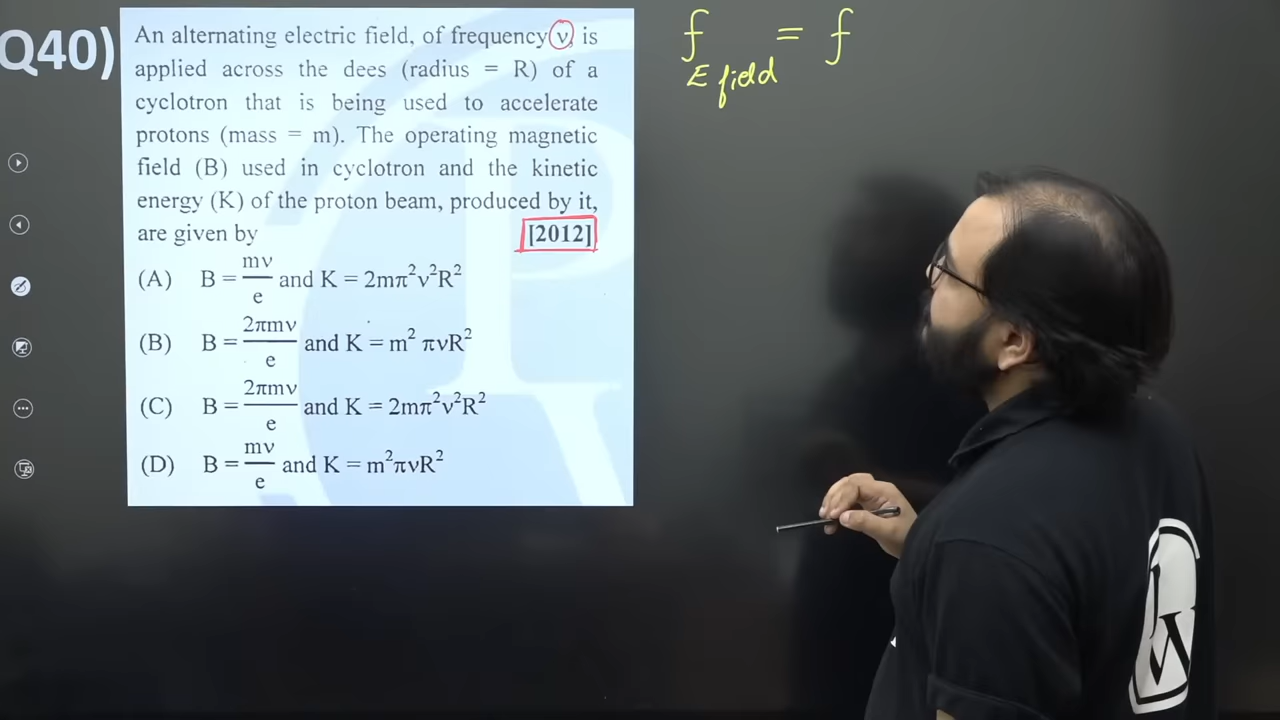 Q40)
An alternating electric field, of frequency ν, is
applied across the dees (radius = R) of a
cyclotron that is being used to accelerate
protons (mass = m). The operating magnetic
field (B) used in cyclotron and the kinetic
energy (K) of the proton beam, produced by it,
are given by [2012]
(A) B = mν/e and K = 2mπ²ν²R²
(B) B = 2πmν/e and K = m² πνR²
(C) B = 2πmν/e and K = 2mπ²ν²R²
(D) B = mν/e and K = m²πνR²
f E field = f